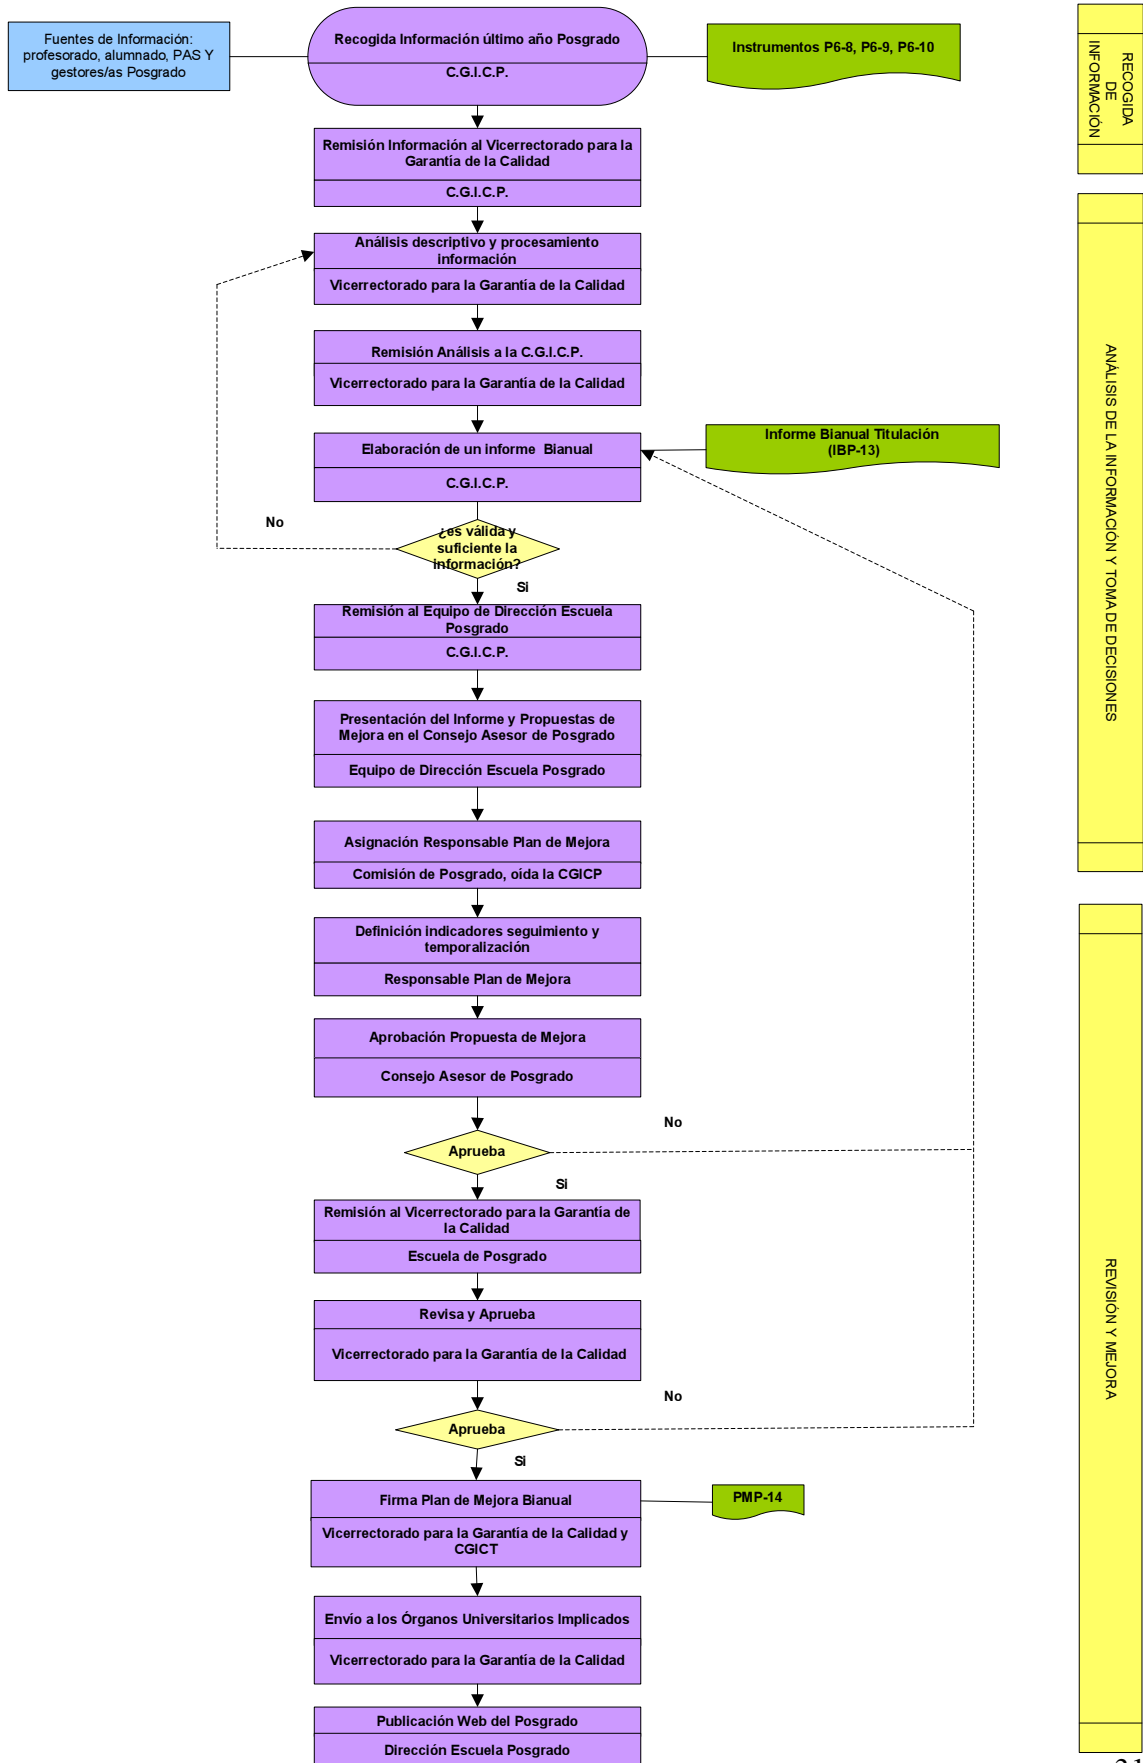 Fuentes de Información:
profesorado, alumnado, PAS Y
gestores/as Posgrado
Recogida Información último año Posgrado
C.G.I.C.P.
Instrumentos P6-8, P6-9, P6-10
RECOGIDA
DE
INFORMACIÓN
Remisión Información al Vicerrectorado para la
Garantía de la Calidad
C.G.I.C.P.
Análisis descriptivo y procesamiento
información
Vicerrectorado para la Garantía de la Calidad
Remisión Análisis a la C.G.I.C.P.
Vicerrectorado para la Garantía de la Calidad
Elaboración de un informe Bianual
C.G.I.C.P.
Informe Bianual Titulación
(IBP-13)
ANÁLISIS DE LA INFORMACIÓN Y TOMA DE DECISIONES
No
¿es válida y
suficiente la
información?
Si
Remisión al Equipo de Dirección Escuela
Posgrado
C.G.I.C.P.
Presentación del Informe y Propuestas de
Mejora en el Consejo Asesor de Posgrado
Equipo de Dirección Escuela Posgrado
Asignación Responsable Plan de Mejora
Comisión de Posgrado, oída la CGICP
Definición indicadores seguimiento y
temporalización
Responsable Plan de Mejora
Aprobación Propuesta de Mejora
Consejo Asesor de Posgrado
No
Aprueba
Si
Remisión al Vicerrectorado para la Garantía de
la Calidad
Escuela de Posgrado
REVISIÓN Y MEJORA
Revisa y Aprueba
Vicerrectorado para la Garantía de la Calidad
No
Aprueba
Si
Firma Plan de Mejora Bianual
Vicerrectorado para la Garantía de la Calidad y
CGICT
PMP-14
Envío a los Órganos Universitarios Implicados
Vicerrectorado para la Garantía de la Calidad
Publicación Web del Posgrado
Dirección Escuela Posgrado